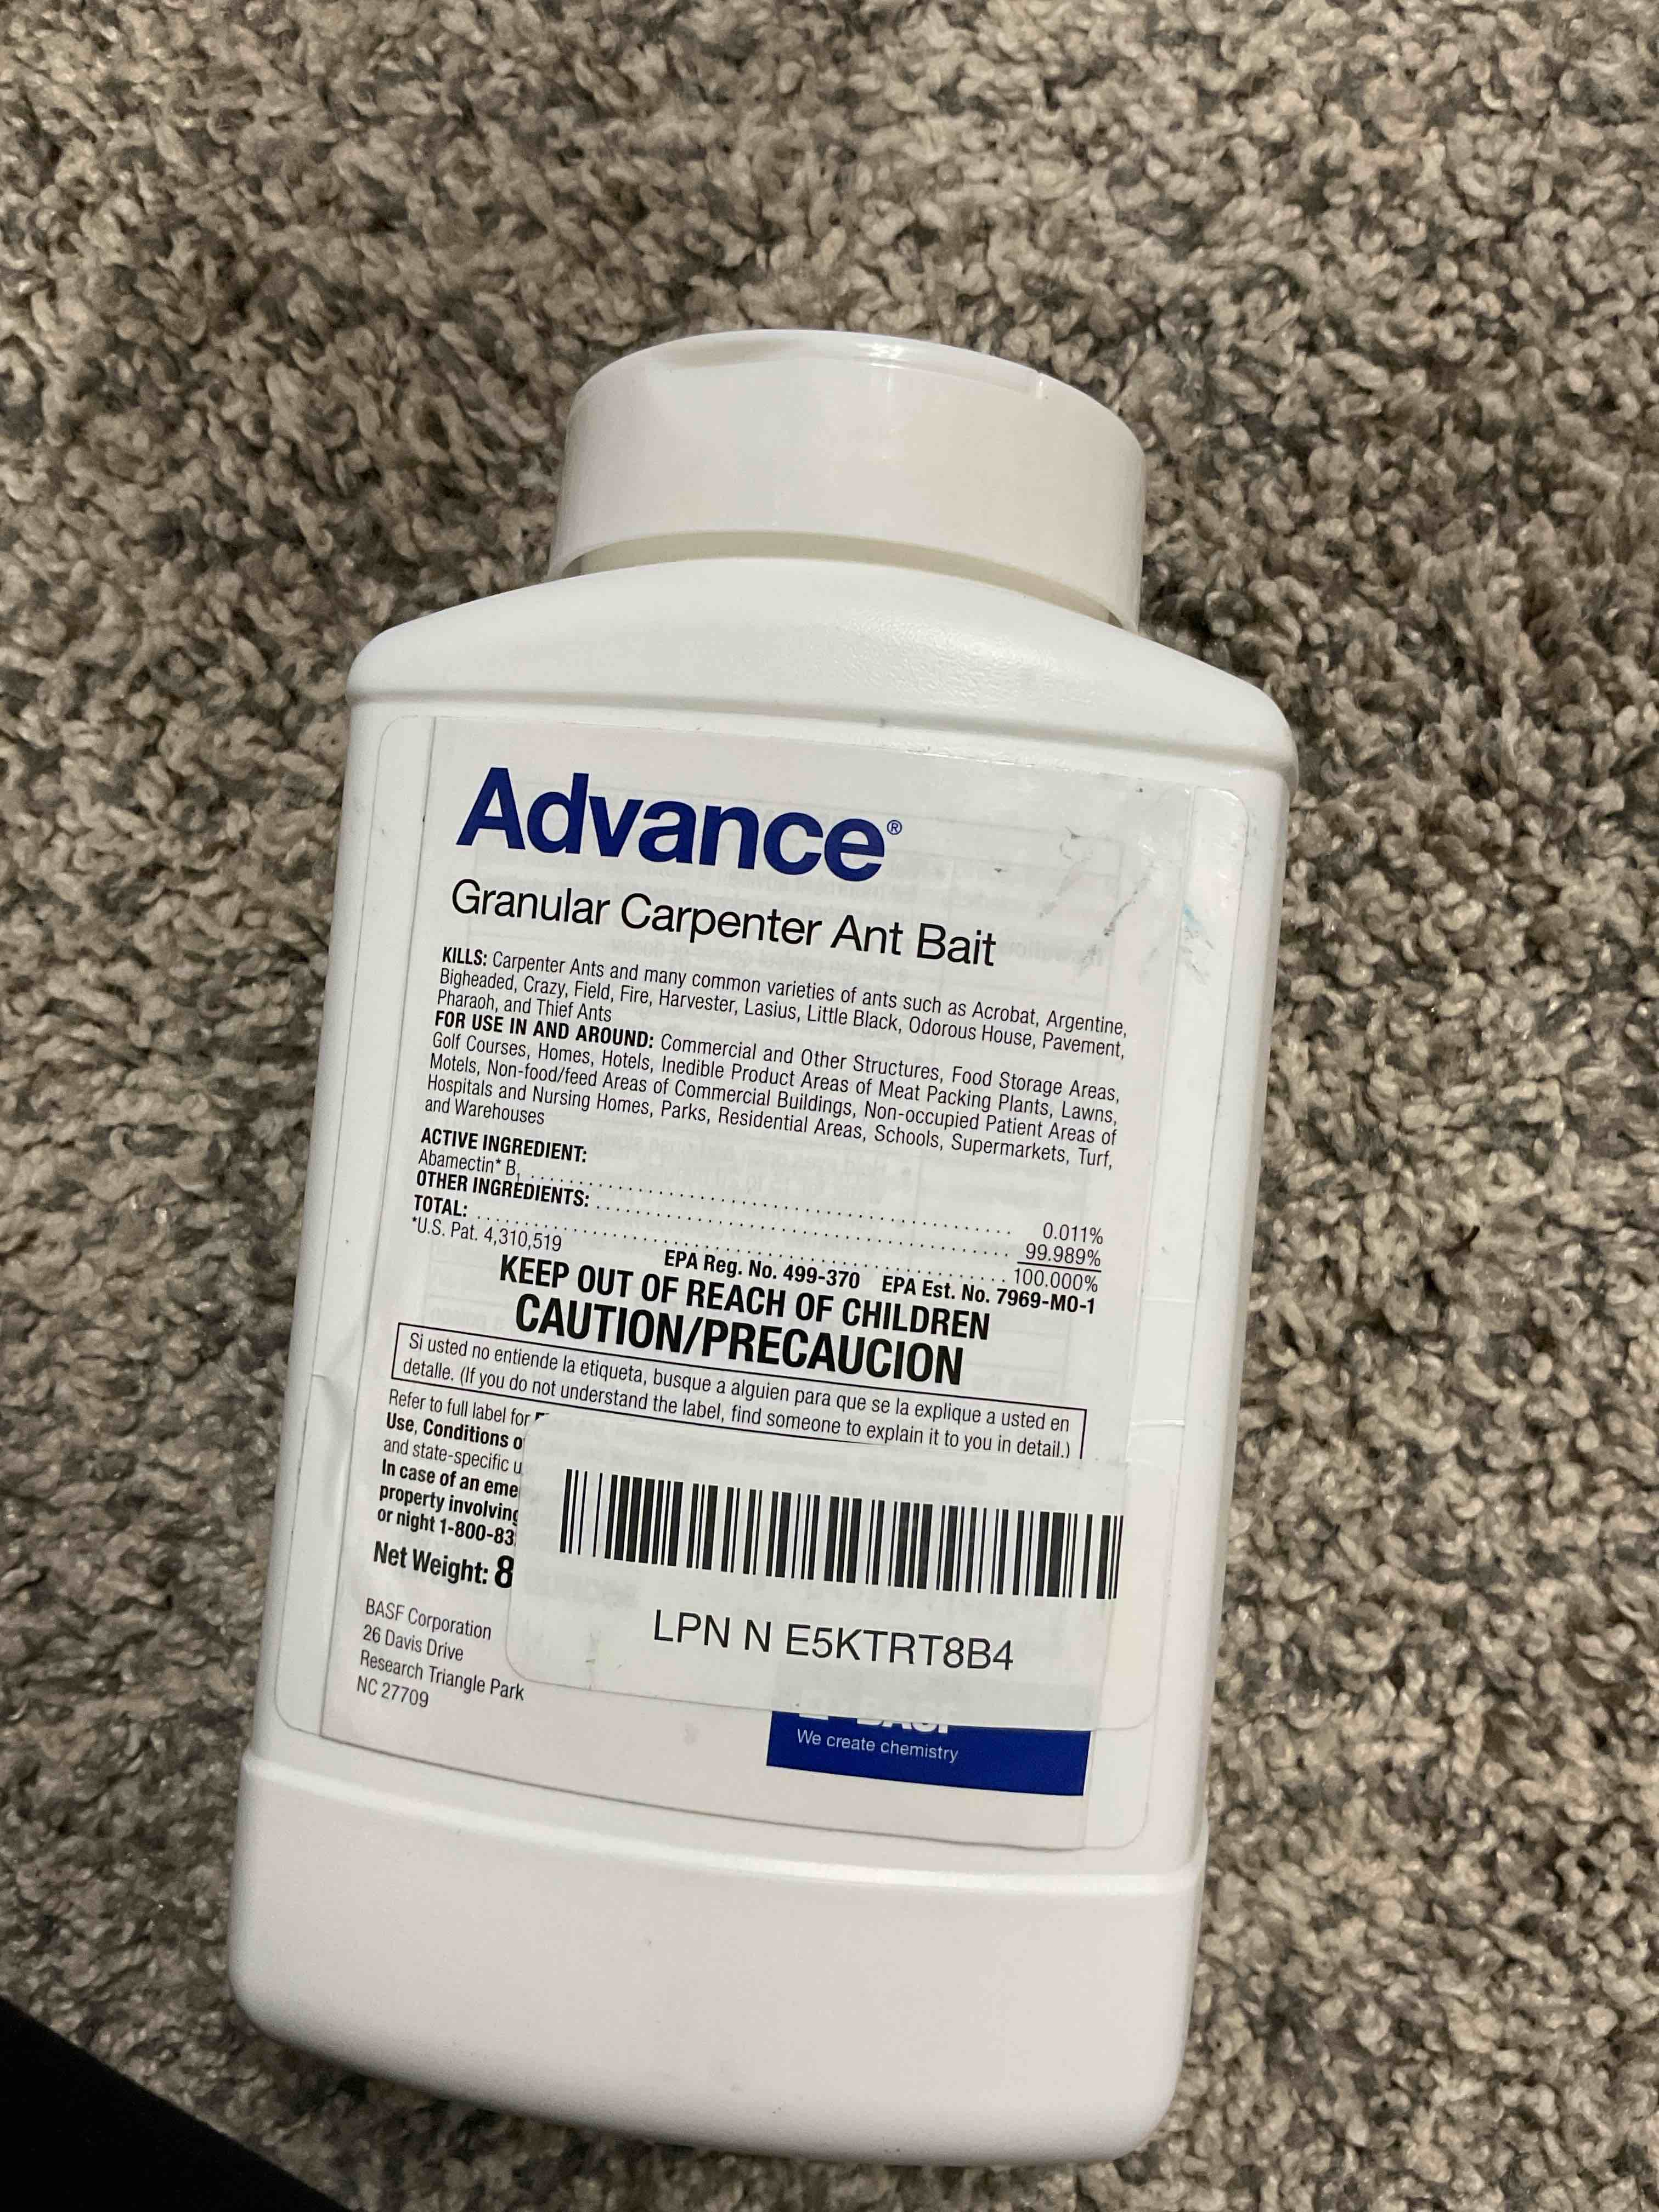 Advance®
Granular Carpenter Ant Bait
KILLS: Carpenter Ants and many common varieties of ants such as Acrobat, Argentine,
Bigheaded, Crazy, Field, Fire, Harvester, Lasius, Little Black, Odorous House, Pavement,
Pharaoh, and Thief Ants
FOR USE IN AND AROUND: Commercial and Other Structures, Food Storage Areas,
Golf Courses, Homes, Hotels, Inedible Product Areas of Meat Packing Plants, Lawns,
Motels, Non-food/feed Areas of Commercial Buildings, Non-occupied Patient Areas of
Hospitals and Nursing Homes, Parks, Residential Areas, Schools, Supermarkets, Turf,
and Warehouses
ACTIVE INGREDIENT:
Abamectin* B₁ 0.011%
OTHER INGREDIENTS: 99.989%
TOTAL: 100.000%
*U.S. Pat. 4,310,519
EPA Reg. No. 499-370 EPA Est. No. 7969-MO-1
KEEP OUT OF REACH OF CHILDREN
CAUTION/PRECAUCION
Si usted no entiende la etiqueta, busque a alguien para que se la explique a usted en
detalle. (If you do not understand the label, find someone to explain it to you in detail.)
Refer to full label for
Use, Conditions o
and state-specific u
In case of an eme
property involving
or night 1-800-83
Net Weight: 8
LPN N E5KTRT8B4
BASF Corporation
26 Davis Drive
Research Triangle Park
NC 27709
BASF
We create chemistry